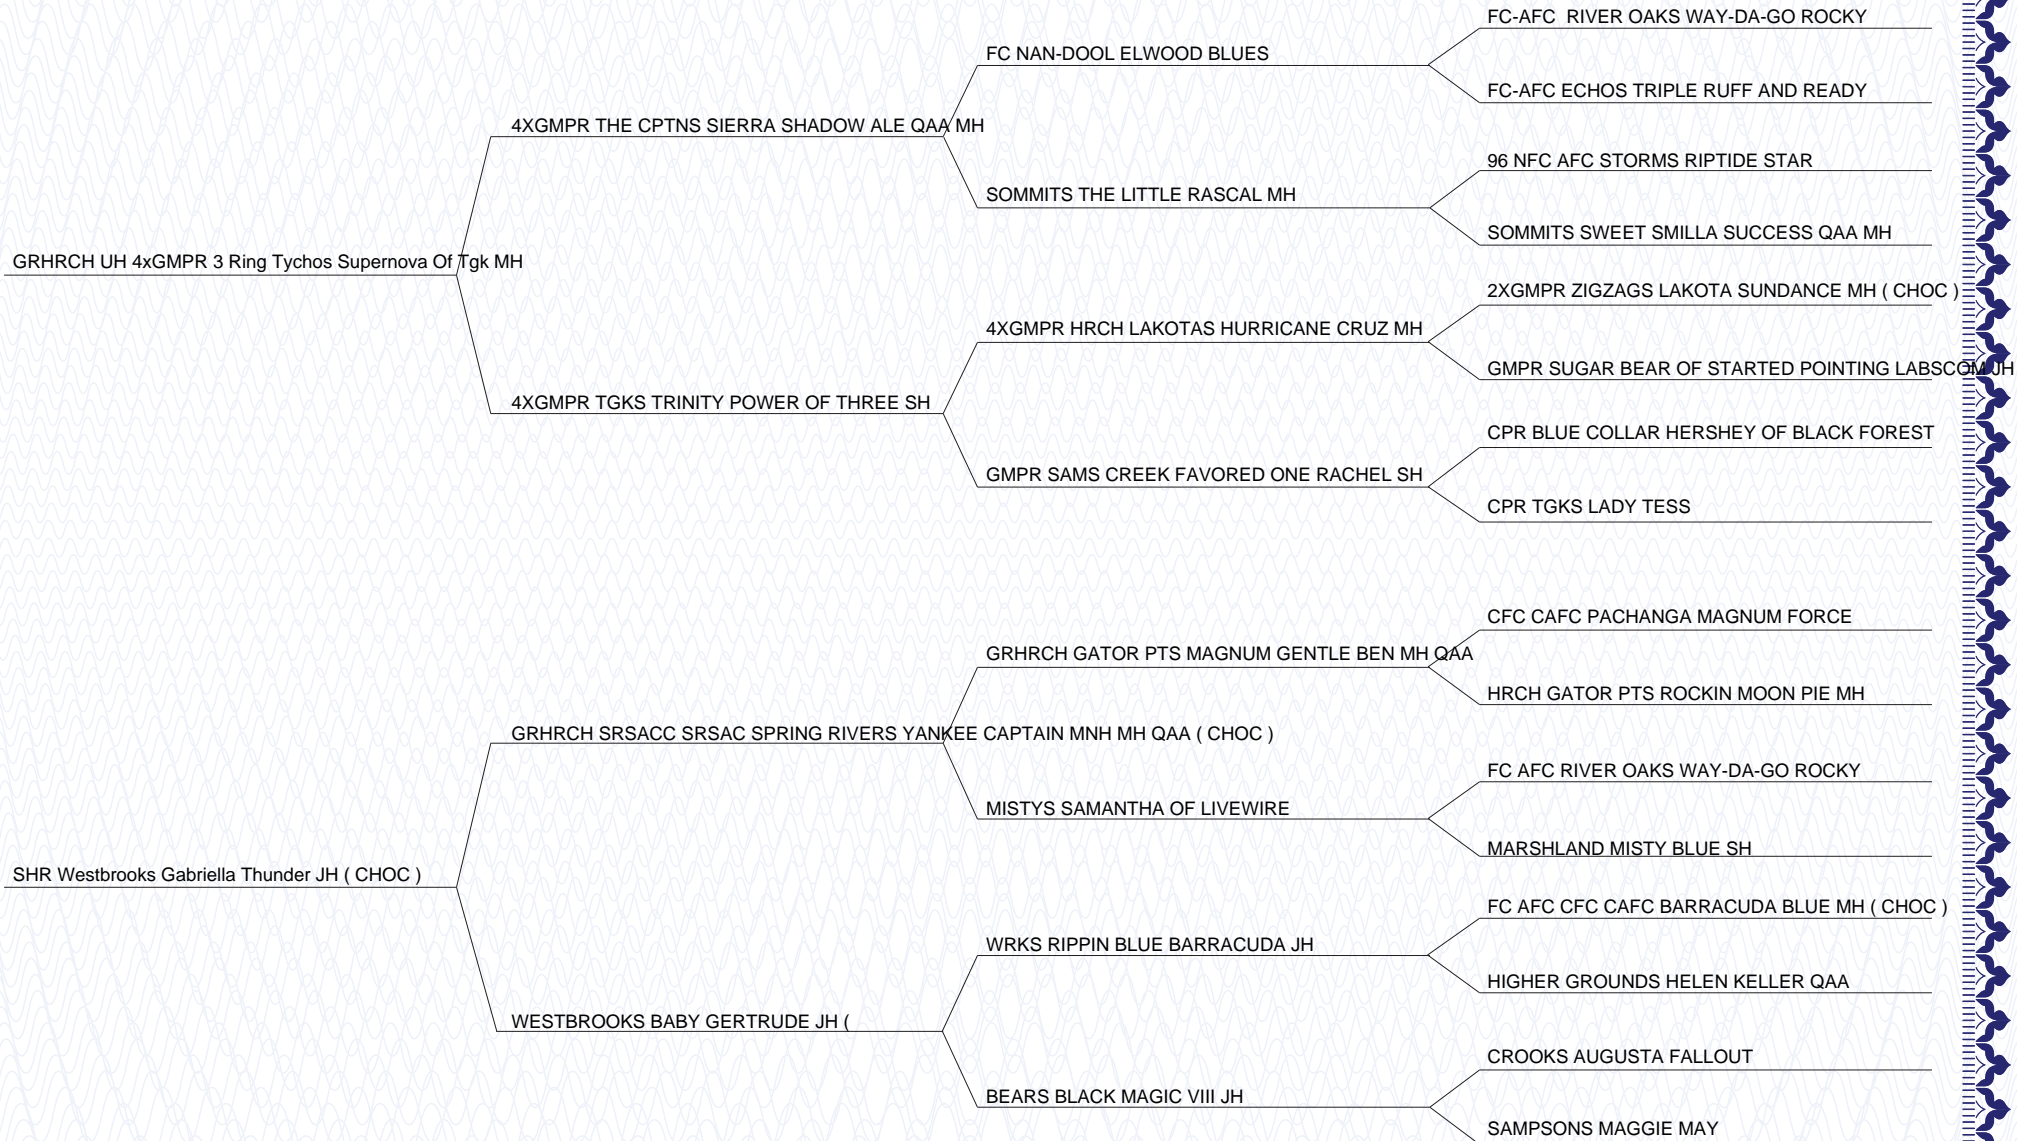 FC-AFC  RIVER OAKS WAY-DA-GO ROCKY
FC NAN-DOOL ELWOOD BLUES
FC-AFC ECHOS TRIPLE RUFF AND READY
4XGMPR THE CPTNS SIERRA SHADOW ALE QAA MH
96 NFC AFC STORMS RIPTIDE STAR
SOMMITS THE LITTLE RASCAL MH
SOMMITS SWEET SMILLA SUCCESS QAA MH
GRHRCH UH 4xGMPR 3 Ring Tychos Supernova Of Tgk MH
2XGMPR ZIGZAGS LAKOTA SUNDANCE MH ( CHOC )
4XGMPR HRCH LAKOTAS HURRICANE CRUZ MH
GMPR SUGAR BEAR OF STARTED POINTING LABSCOM JH
4XGMPR TGKS TRINITY POWER OF THREE SH
CPR BLUE COLLAR HERSHEY OF BLACK FOREST
GMPR SAMS CREEK FAVORED ONE RACHEL SH
CPR TGKS LADY TESS
CFC CAFC PACHANGA MAGNUM FORCE
GRHRCH GATOR PTS MAGNUM GENTLE BEN MH QAA
HRCH GATOR PTS ROCKIN MOON PIE MH
GRHRCH SRSACC SRSAC SPRING RIVERS YANKEE CAPTAIN MNH MH QAA ( CHOC )
FC AFC RIVER OAKS WAY-DA-GO ROCKY
MISTYS SAMANTHA OF LIVEWIRE
MARSHLAND MISTY BLUE SH
SHR Westbrooks Gabriella Thunder JH ( CHOC )
FC AFC CFC CAFC BARRACUDA BLUE MH ( CHOC )
WRKS RIPPIN BLUE BARRACUDA JH
HIGHER GROUNDS HELEN KELLER QAA
WESTBROOKS BABY GERTRUDE JH (
CROOKS AUGUSTA FALLOUT
BEARS BLACK MAGIC VIII JH
SAMPSONS MAGGIE MAY